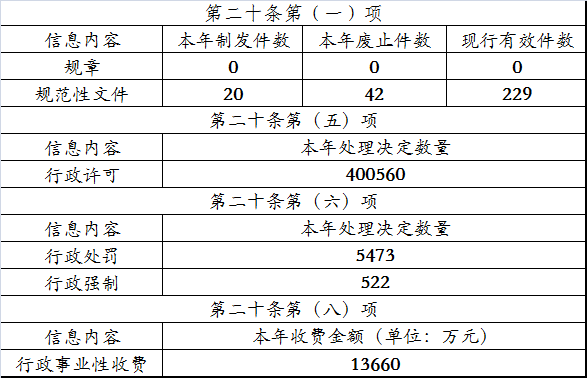 第二十条第（一）项
信息内容 本年制发件数 本年废止件数 现行有效件数
规章 0 0 0
规范性文件 20 42 229
第二十条第（五）项
信息内容 本年处理决定数量
行政许可 400560
第二十条第（六）项
信息内容 本年处理决定数量
行政处罚 5473
行政强制 522
第二十条第（八）项
信息内容 本年收费金额（单位：万元）
行政事业性收费 13660